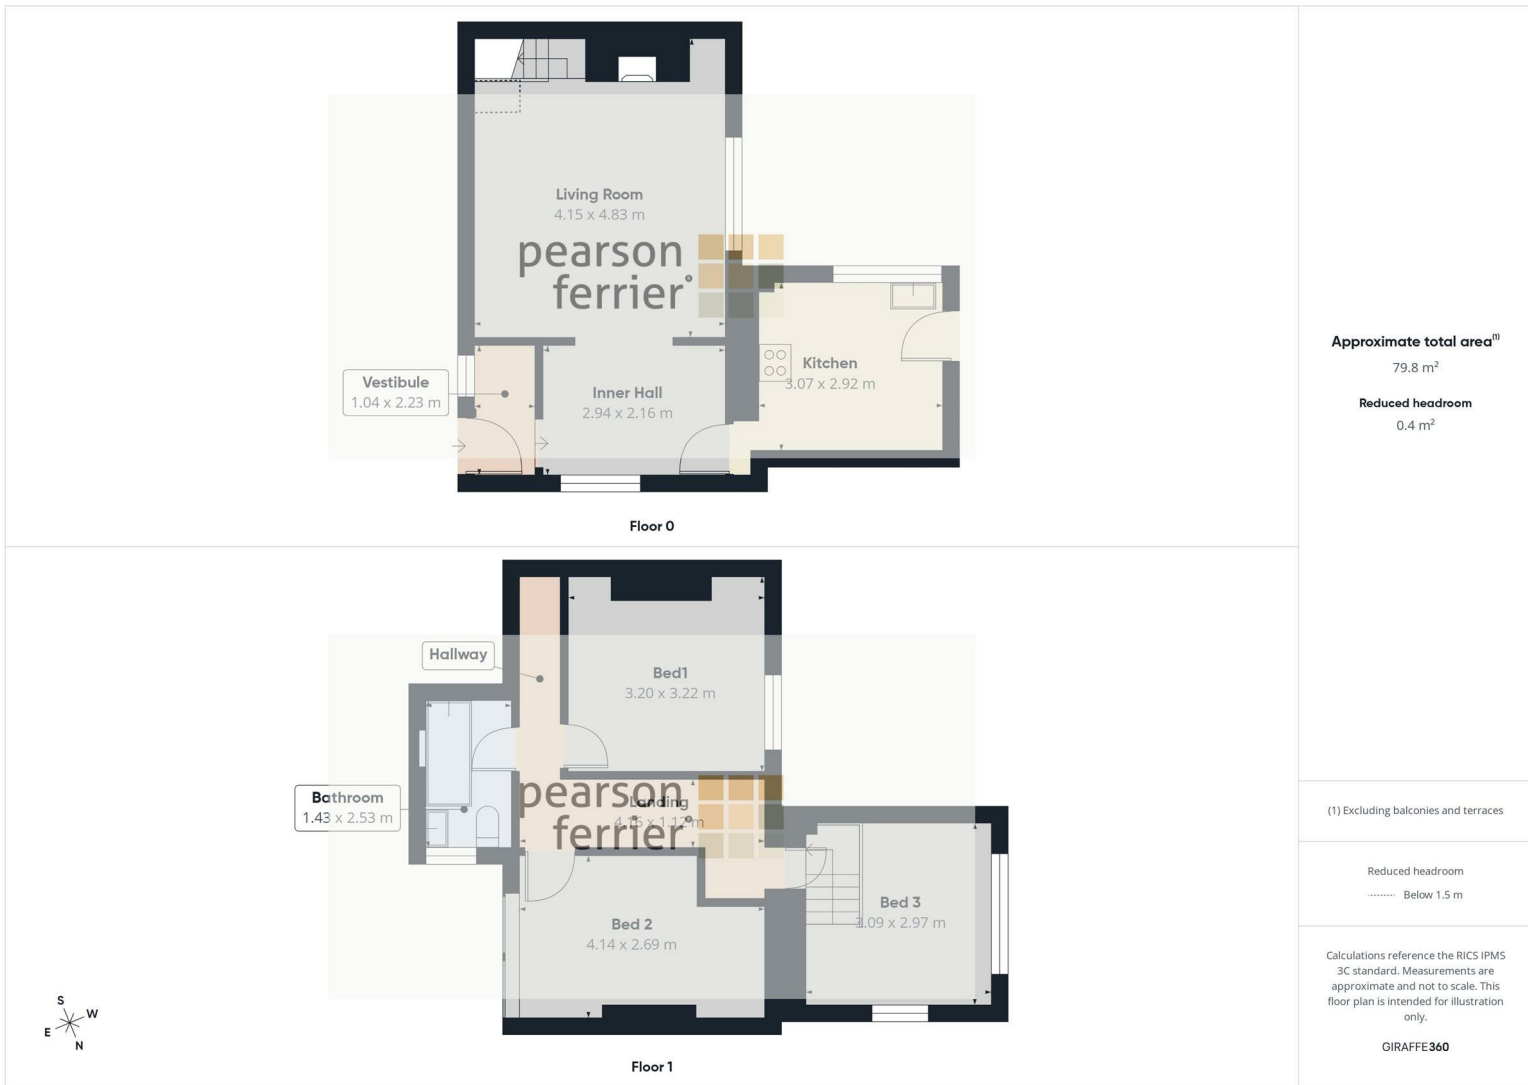 Living Room
4.15 x 4.83 m
pearson
ferrier
Vestibule
1.04 x 2.23 m
Inner Hall
2.94 x 2.16 m
Kitchen
3.07 x 2.92 m
Floor 0
Hallway
Bed1
3.20 x 3.22 m
Bathroom
1.43 x 2.53 m
Landing
4.16 x 1.12 m
pearson
ferrier
Bed 2
4.14 x 2.69 m
Bed 3
3.09 x 2.97 m
S
W
E
N
Floor 1
Approximate total area(1)
79.8 m²
Reduced headroom
0.4 m²
(1) Excluding balconies and terraces
Reduced headroom
Below 1.5 m
Calculations reference the RICS IPMS
3C standard. Measurements are
approximate and not to scale. This
floor plan is intended for illustration
only.
GIRAFFE360